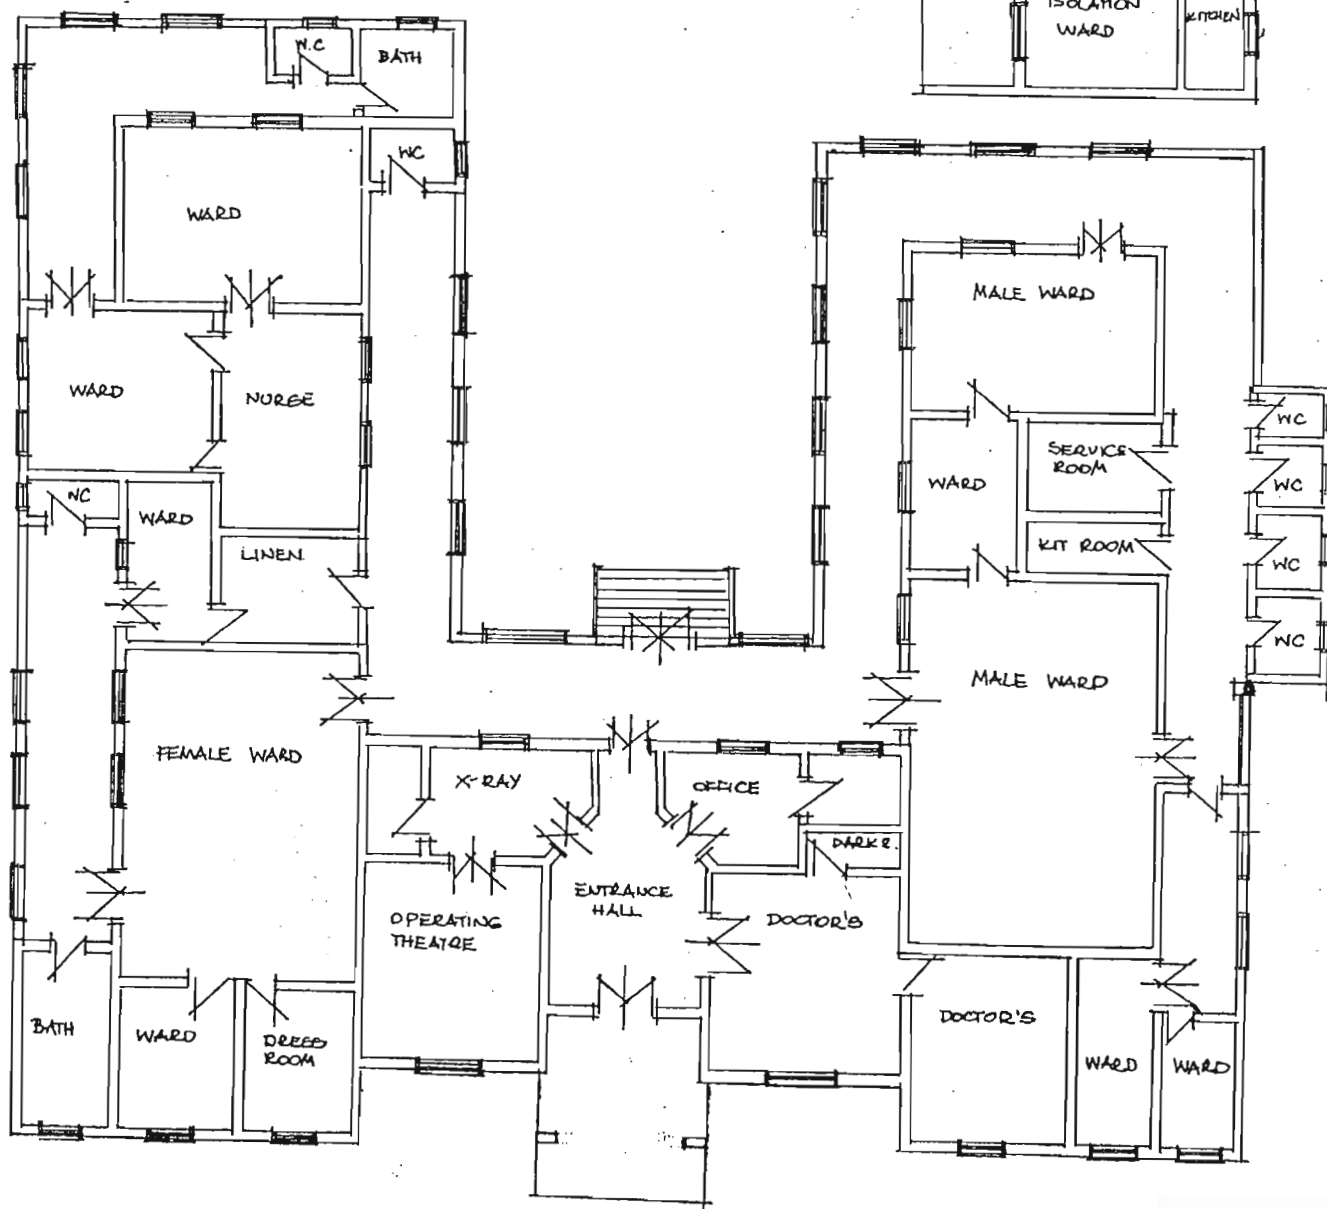 ISOLATION
WARD
KITCHEN
W.C
BATH
WC
WARD
MALE WARD
WARD
NURSE
WC
SERVICE
ROOM
WARD
WC
WC
WARD
LINEN
KIT ROOM
WC
WC
MALE WARD
FEMALE WARD
X-RAY
OFFICE
DARK R.
ENTRANCE
HALL
OPERATING
THEATRE
DOCTOR'S
BATH
WARD
DRESS
ROOM
DOCTOR'S
WARD
WARD